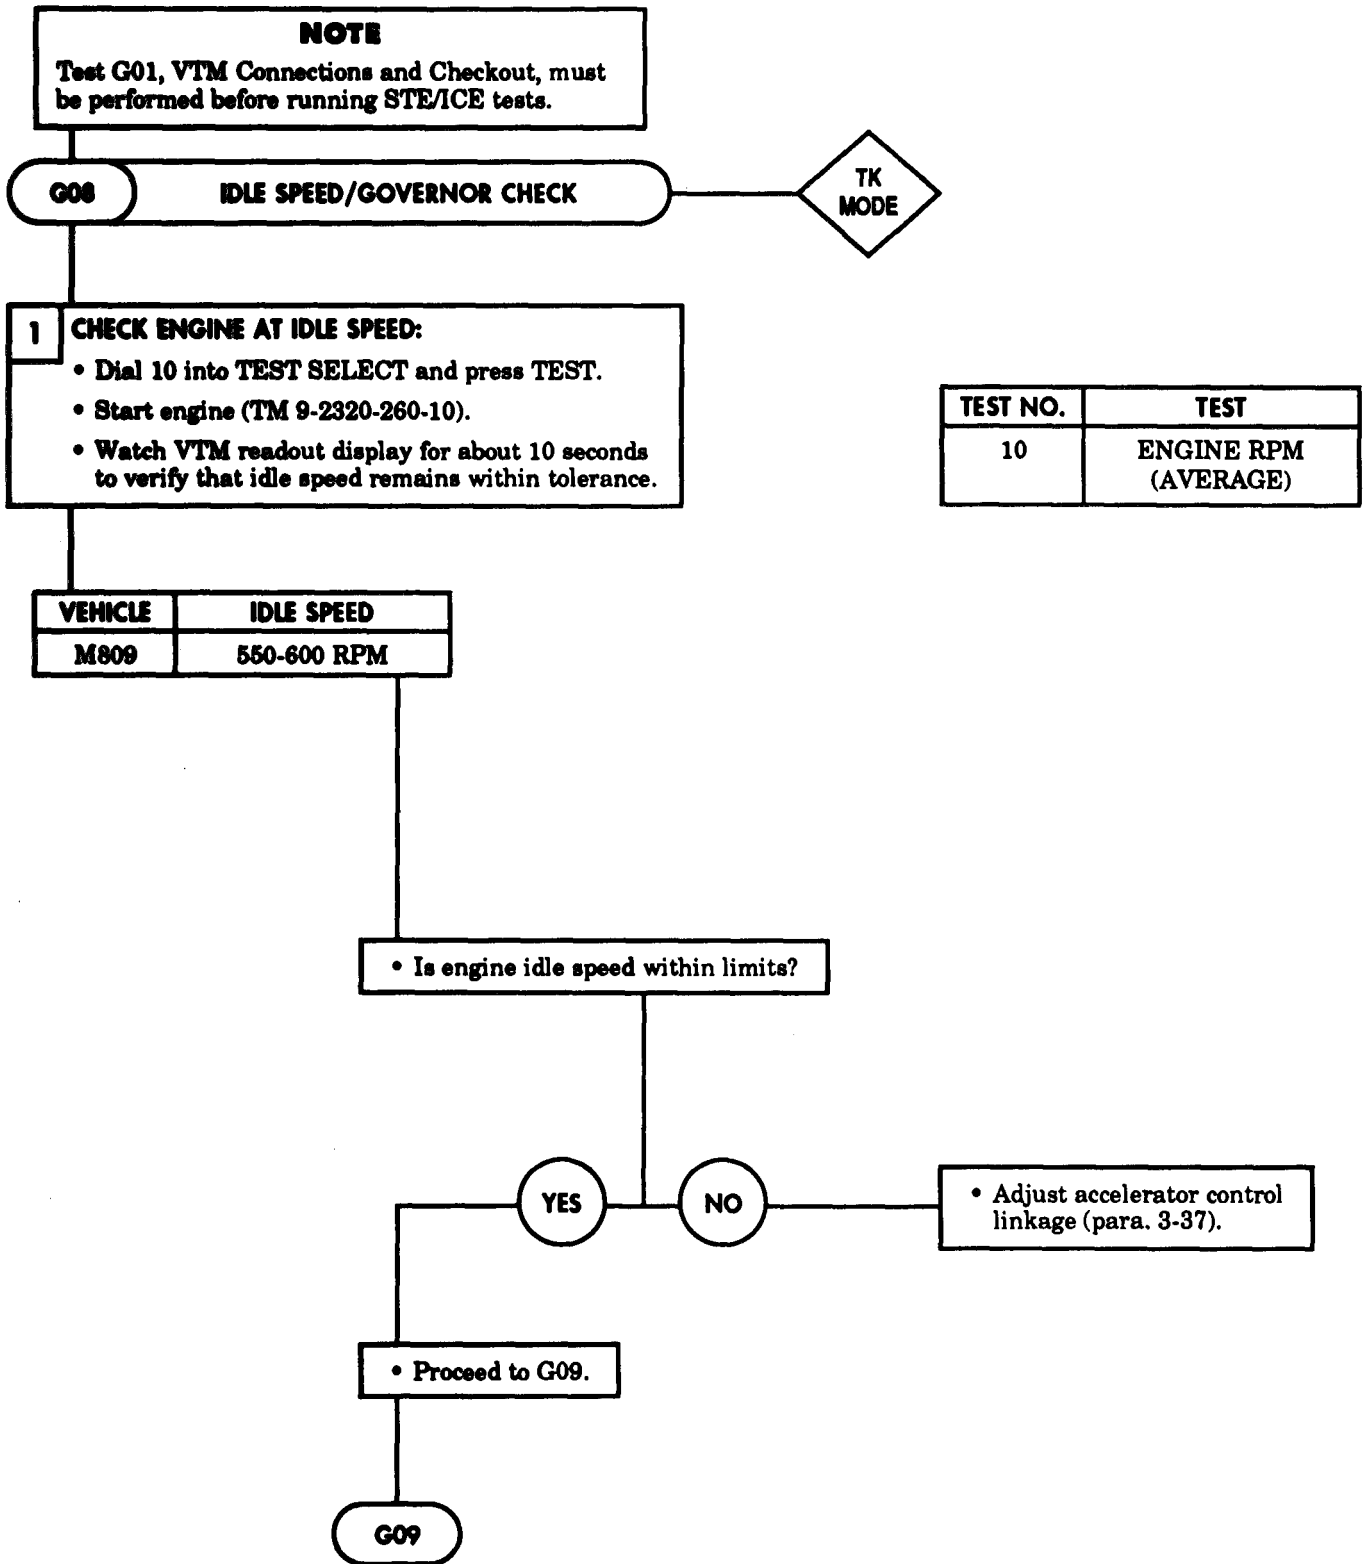 NOTE
Test G01, VTM Connections and Checkout, must
be performed before running STE/ICE tests.
G08
IDLE SPEED/GOVERNOR CHECK
TK
MODE
1
CHECK ENGINE AT IDLE SPEED:
• Dial 10 into TEST SELECT and press TEST.
• Start engine (TM 9-2320-260-10).
• Watch VTM readout display for about 10 seconds
to verify that idle speed remains within tolerance.
TEST NO. TEST
10 ENGINE RPM
(AVERAGE)
VEHICLE IDLE SPEED
M809 550-600 RPM
• Is engine idle speed within limits?
YES
NO
• Adjust accelerator control
linkage (para. 3-37).
• Proceed to G09.
G09